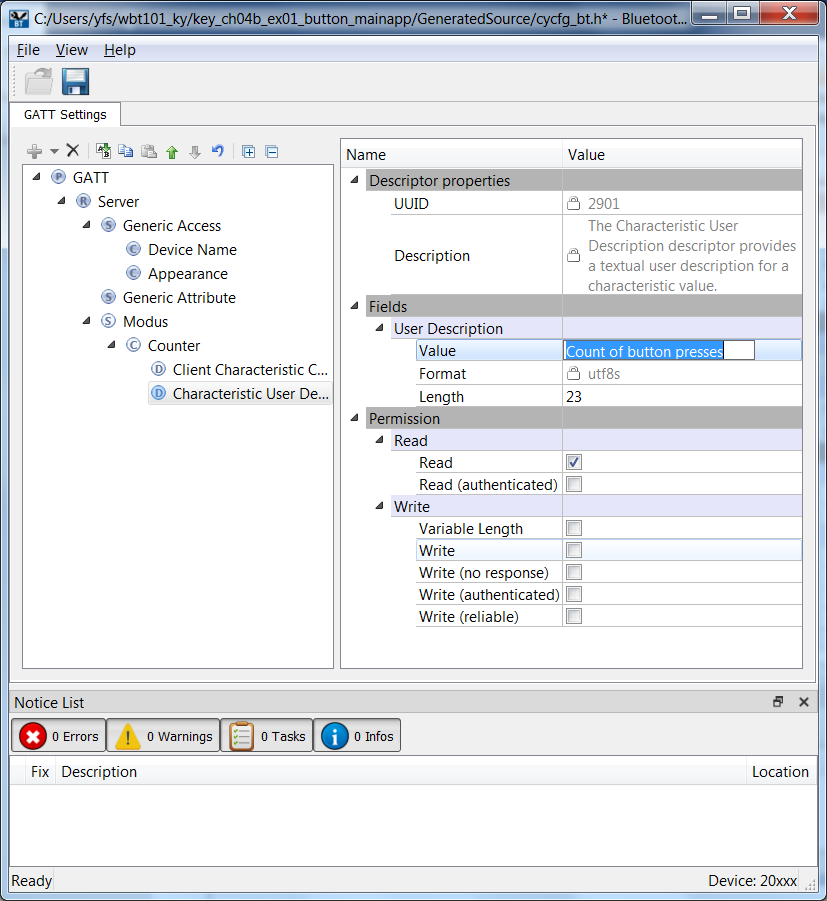 C:/Users/yfs/wbt101_ky/key_ch04b_ex01_button_mainapp/GeneratedSource/cycfg_bt.h* - Bluetoot...
BT
File View Help
GATT Settings
Name Value
P GATT
R Server
S Generic Access
C Device Name
C Appearance
S Generic Attribute
S Modus
C Counter
D Client Characteristic C...
D Characteristic User De...
Descriptor properties
UUID 2901
Description
The Characteristic User
Description descriptor provides
a textual user description for a
characteristic value.
Fields
User Description
Value Count of button presses
Format utf8s
Length 23
Permission
Read
Read
Read (authenticated)
Write
Variable Length
Write
Write (no response)
Write (authenticated)
Write (reliable)
Notice List
0 Errors 0 Warnings 0 Tasks 0 Infos
Fix Description Location
Ready Device: 20xxx